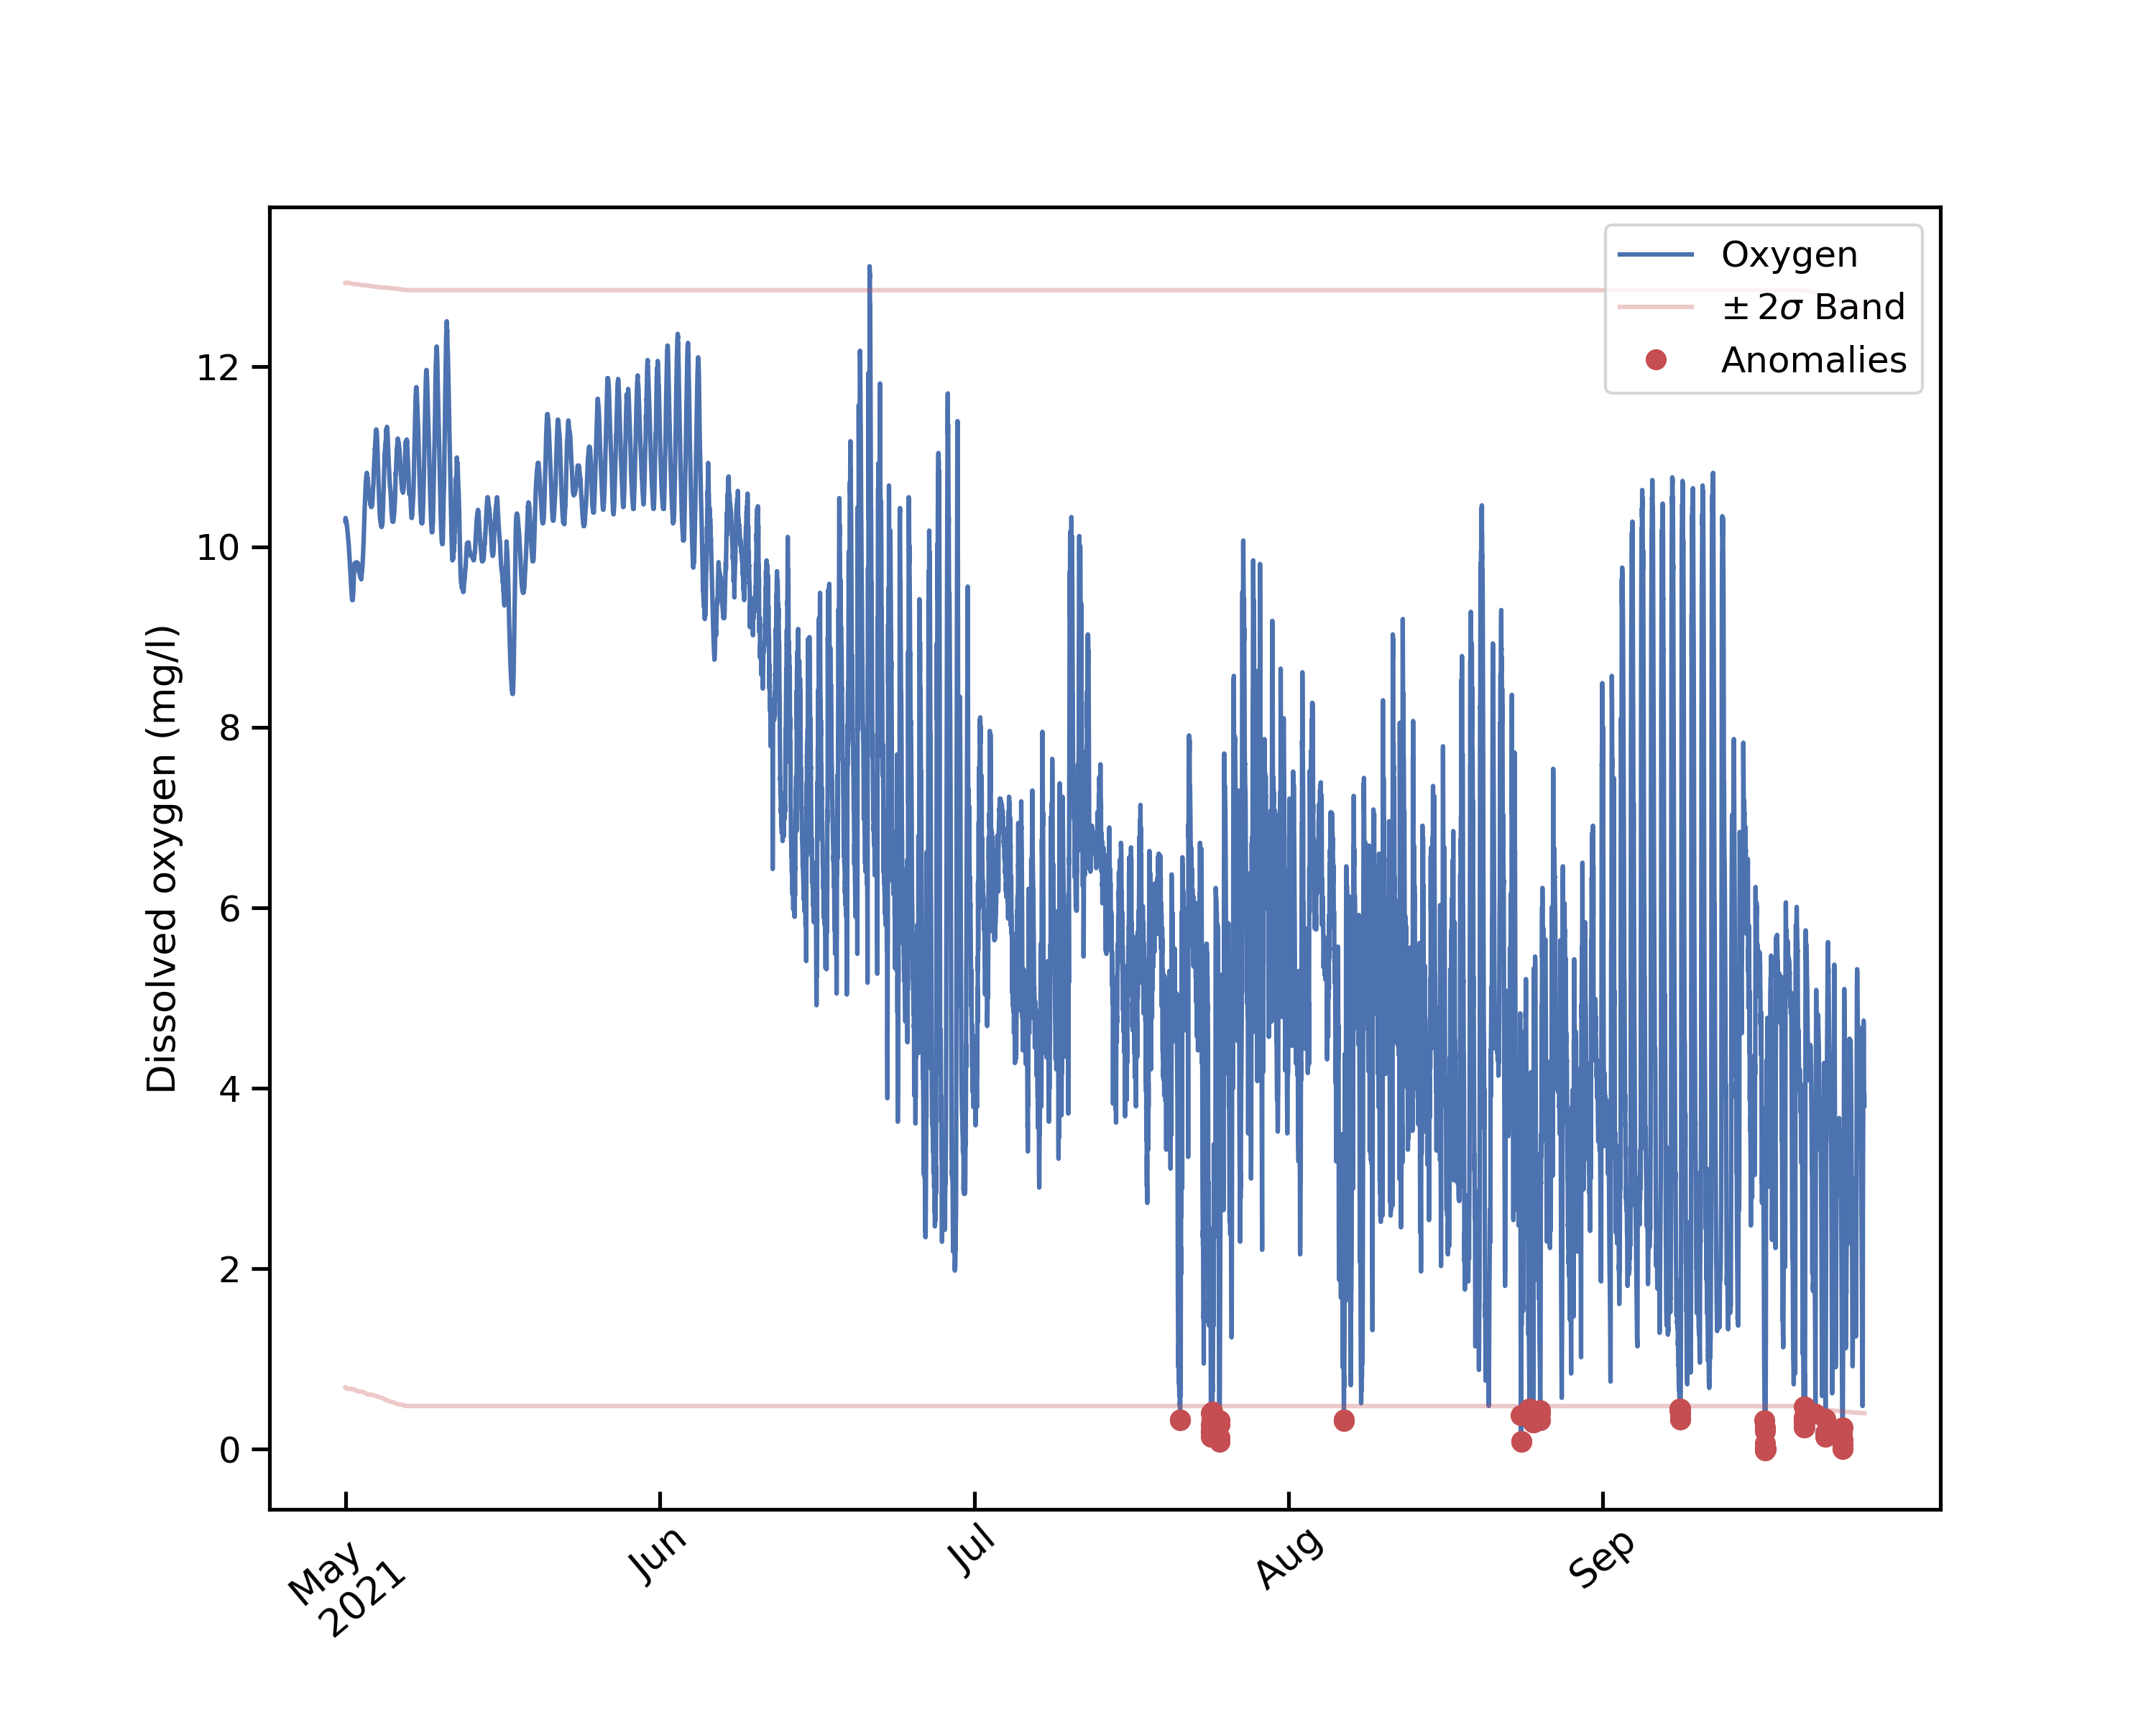 Oxygen
± 2σ Band
Anomalies
Dissolved oxygen (mg/l)
12
10
8
6
4
2
0
May
2021
Jun
Jul
Aug
Sep